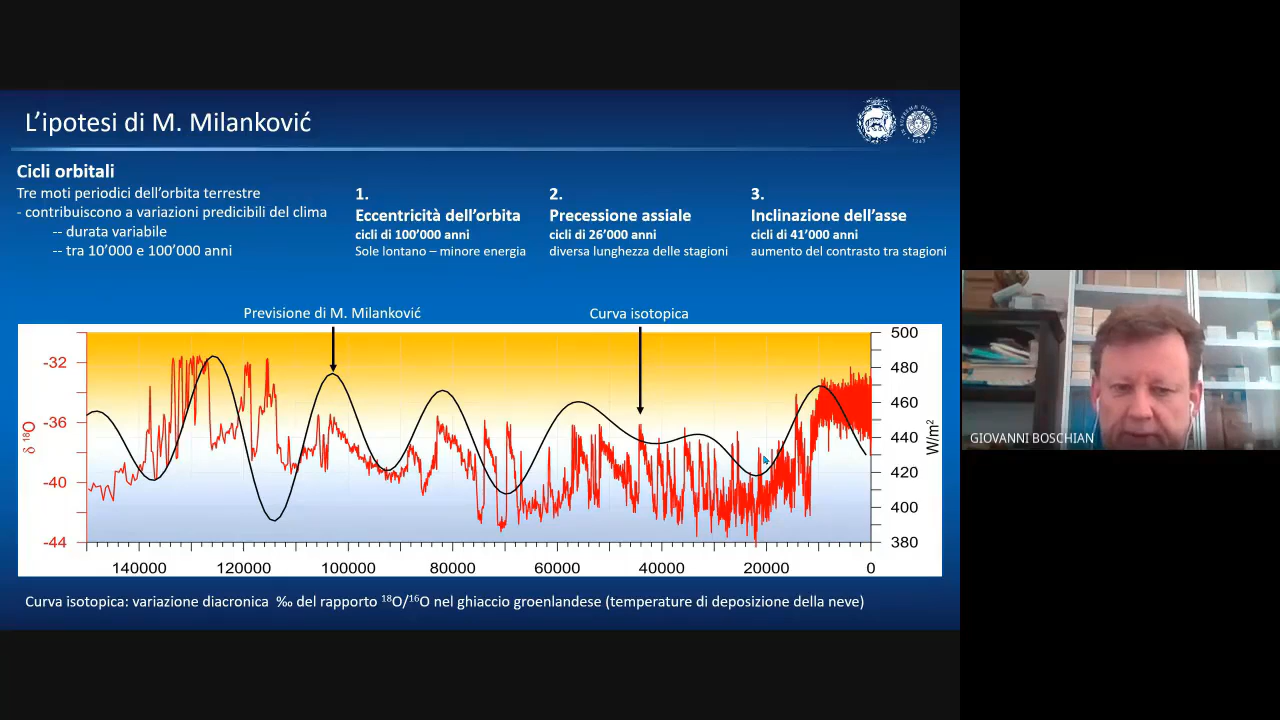 L'ipotesi di M. Milanković
Cicli orbitali
Tre moti periodici dell'orbita terrestre
- contribuiscono a variazioni predicibili del clima
-- durata variabile
-- tra 10'000 e 100'000 anni
1.
Eccentricità dell'orbita
cicli di 100'000 anni
Sole lontano – minore energia
2.
Precessione assiale
cicli di 26'000 anni
diversa lunghezza delle stagioni
3.
Inclinazione dell'asse
cicli di 41'000 anni
aumento del contrasto tra stagioni
Previsione di M. Milanković
Curva isotopica
-32
-36
-40
-44
δ ¹⁸O
500
480
460
440
420
400
380
W/m²
140000 120000 100000 80000 60000 40000 20000 0
Curva isotopica: variazione diacronica ‰ del rapporto ¹⁸O/¹⁶O nel ghiaccio groenlandese (temperature di deposizione della neve)
GIOVANNI BOSCHIAN